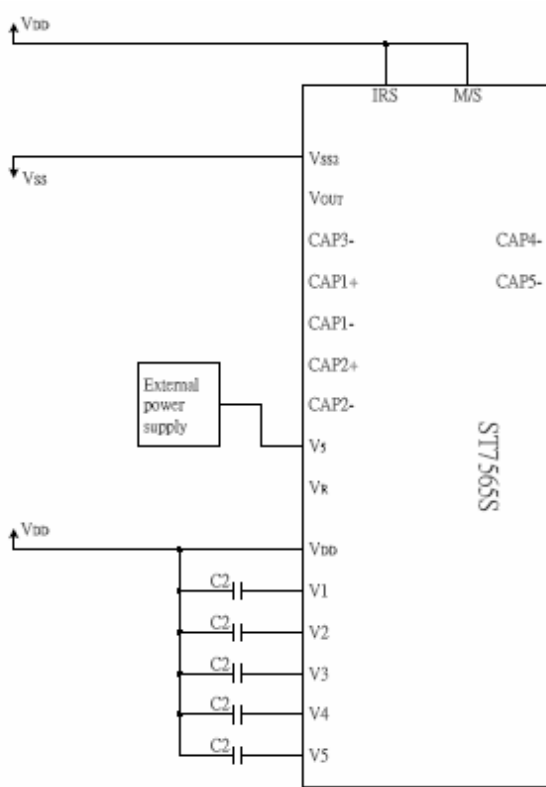 VDD
IRS M/S
VSS2
VSS
VOUT
CAP3- CAP4-
CAP1+ CAP5-
CAP1-
CAP2+
External
power
supply
CAP2-
V5
VR
ST7565S
VDD
VDD
C2 V1
C2 V2
C2 V3
C2 V4
C2 V5